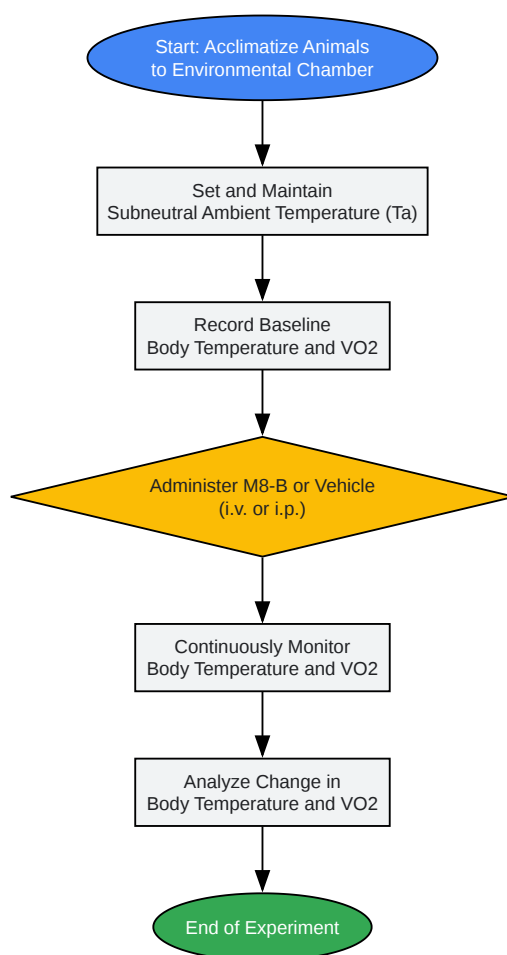 Start: Acclimatize Animals
to Environmental Chamber
Set and Maintain
Subneutral Ambient Temperature (Ta)
Record Baseline
Body Temperature and VO2
Administer M8-B or Vehicle
(i.v. or i.p.)
Continuously Monitor
Body Temperature and VO2
Analyze Change in
Body Temperature and VO2
End of Experiment